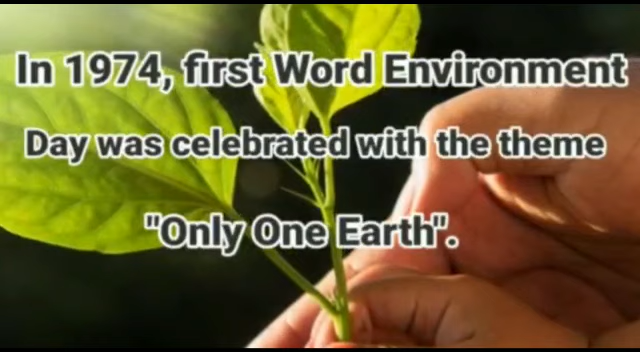 In 1974, first Word Environment
Day was celebrated with the theme
"Only One Earth".